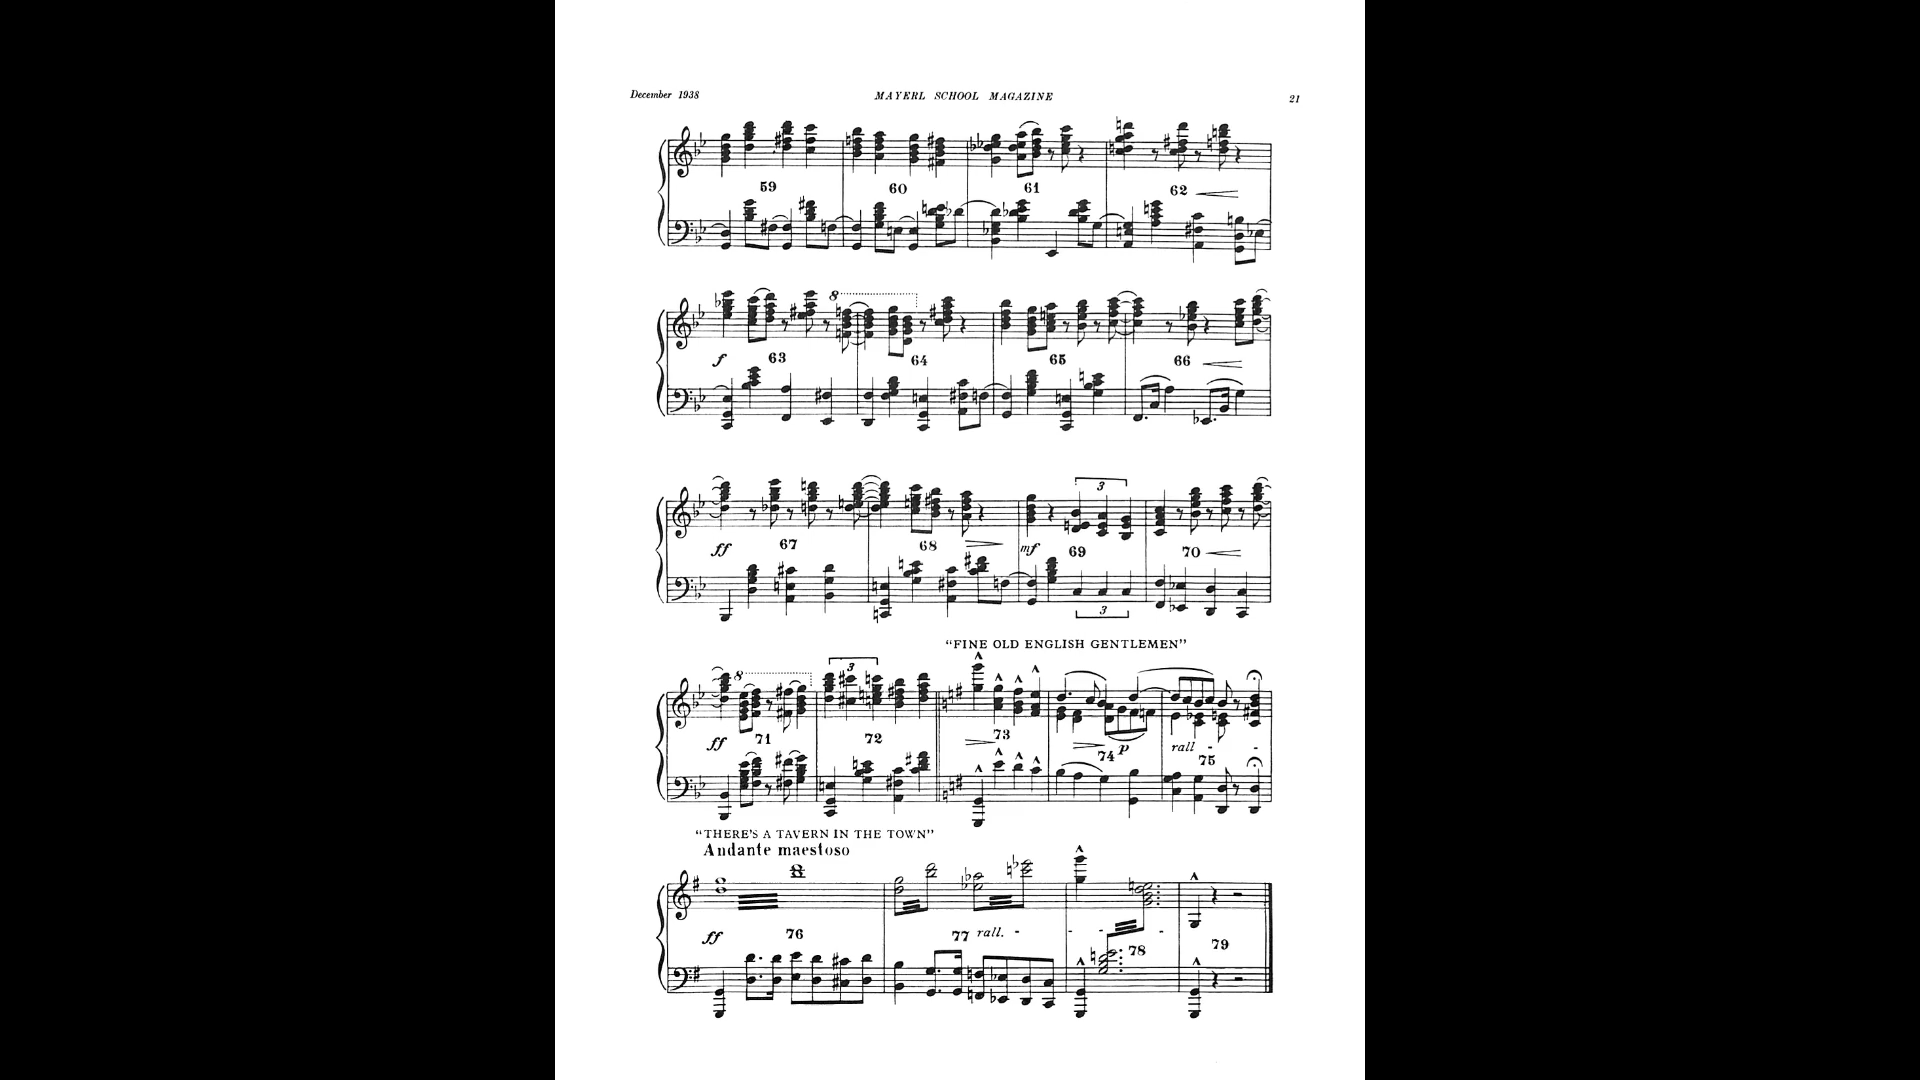 December 1938 MAYERL SCHOOL MAGAZINE 21
59 60 61 62
8
f 63 64 65 66
3
ff 67 68 mf 69 70
3
"FINE OLD ENGLISH GENTLEMEN"
8 3
ff 71 72 73 74 p rall - - 75
"THERE'S A TAVERN IN THE TOWN"
Andante maestoso
ff 76 77 rall. - - - - 78 79